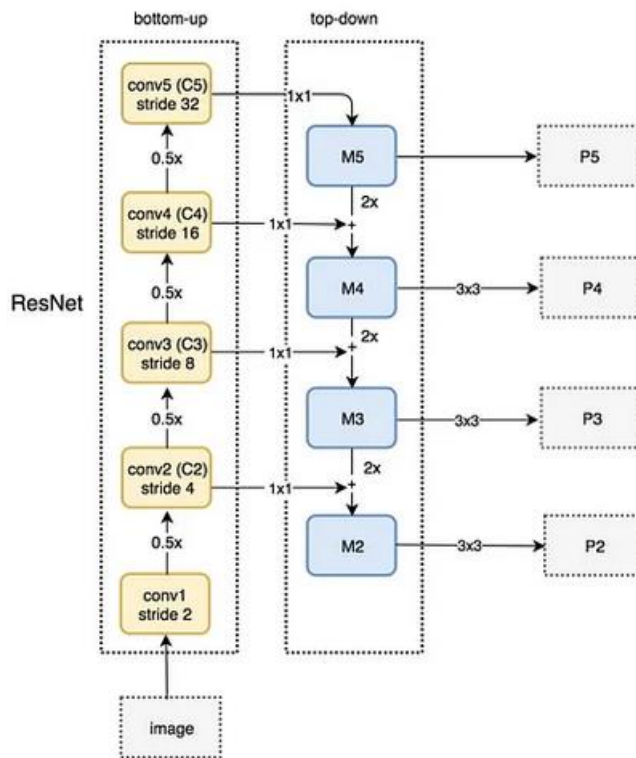 bottom-up
top-down
conv5 (C5)
stride 32
1x1
M5
P5
0.5x
2x
conv4 (C4)
stride 16
1x1
+
M4
3x3
P4
ResNet
0.5x
2x
conv3 (C3)
stride 8
1x1
+
M3
3x3
P3
0.5x
2x
conv2 (C2)
stride 4
1x1
+
M2
3x3
P2
0.5x
conv1
stride 2
image